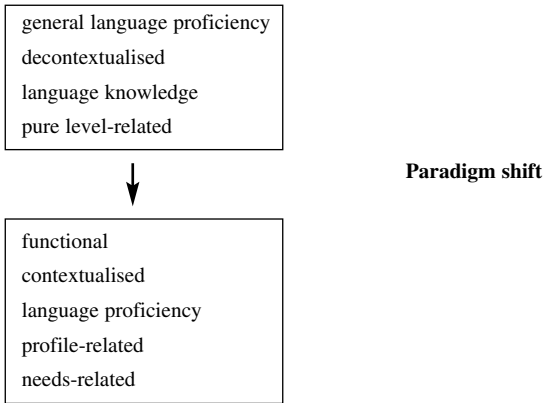 general language proficiency
decontextualised
language knowledge
pure level-related
Paradigm shift
functional
contextualised
language proficiency
profile-related
needs-related